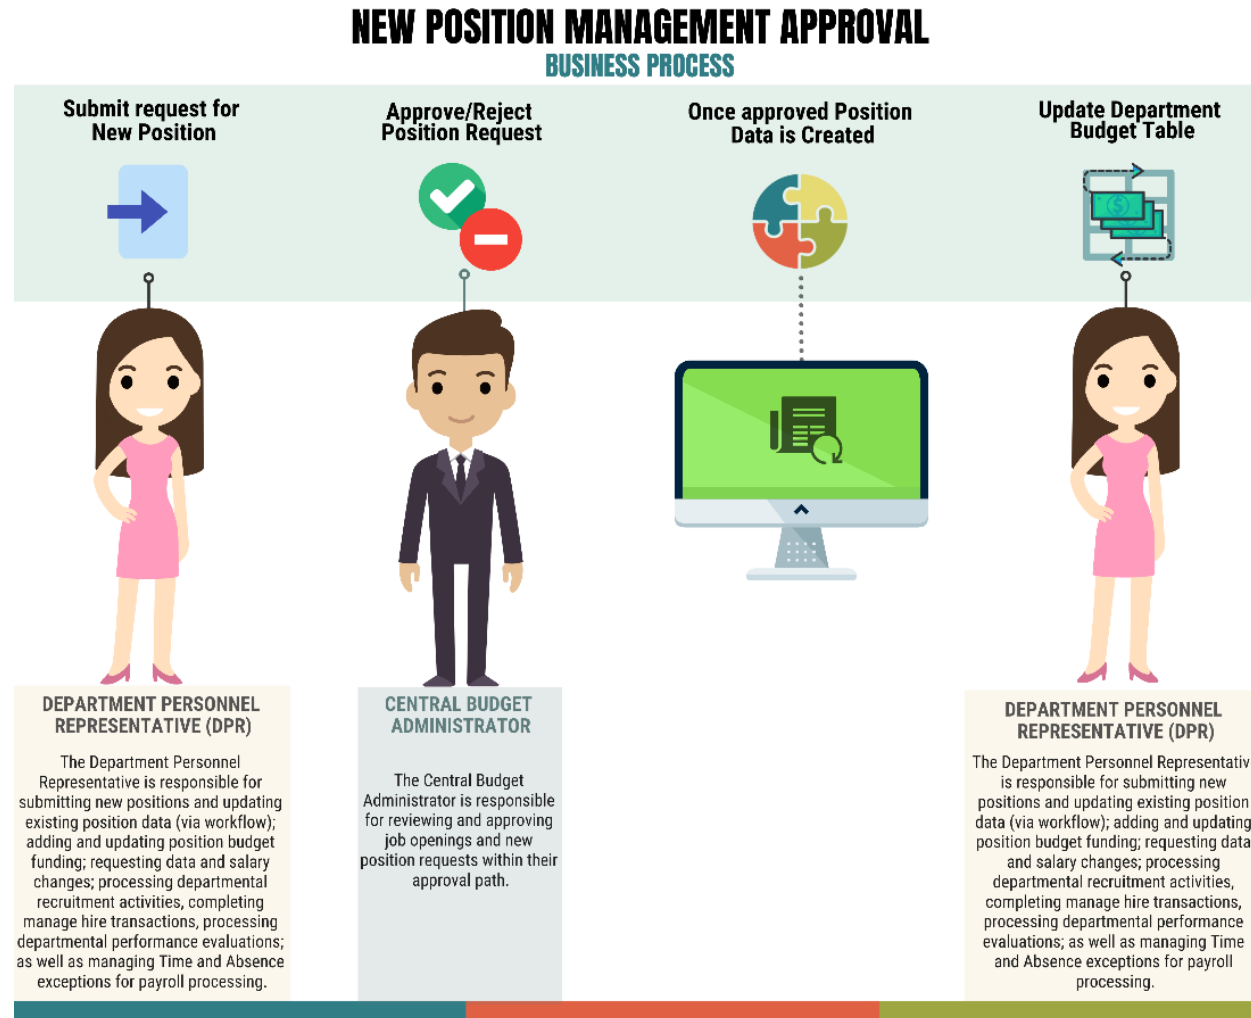 NEW POSITION MANAGEMENT APPROVAL
BUSINESS PROCESS
Submit request for
New Position
Approve/Reject
Position Request
Once approved Position
Data is Created
Update Department
Budget Table
DEPARTMENT PERSONNEL
REPRESENTATIVE (DPR)
The Department Personnel
Representative is responsible for
submitting new positions and updating
existing position data (via workflow);
adding and updating position budget
funding; requesting data and salary
changes; processing departmental
recruitment activities, completing
manage hire transactions, processing
departmental performance evaluations;
as well as managing Time and Absence
exceptions for payroll processing.
CENTRAL BUDGET
ADMINISTRATOR
The Central Budget
Administrator is responsible
for reviewing and approving
job openings and new
position requests within their
approval path.
DEPARTMENT PERSONNEL
REPRESENTATIVE (DPR)
The Department Personnel Representativ
is responsible for submitting new
positions and updating existing position
data (via workflow); adding and updating
position budget funding; requesting data
and salary changes; processing
departmental recruitment activities,
completing manage hire transactions,
processing departmental performance
evaluations; as well as managing Time
and Absence exceptions for payroll
processing.